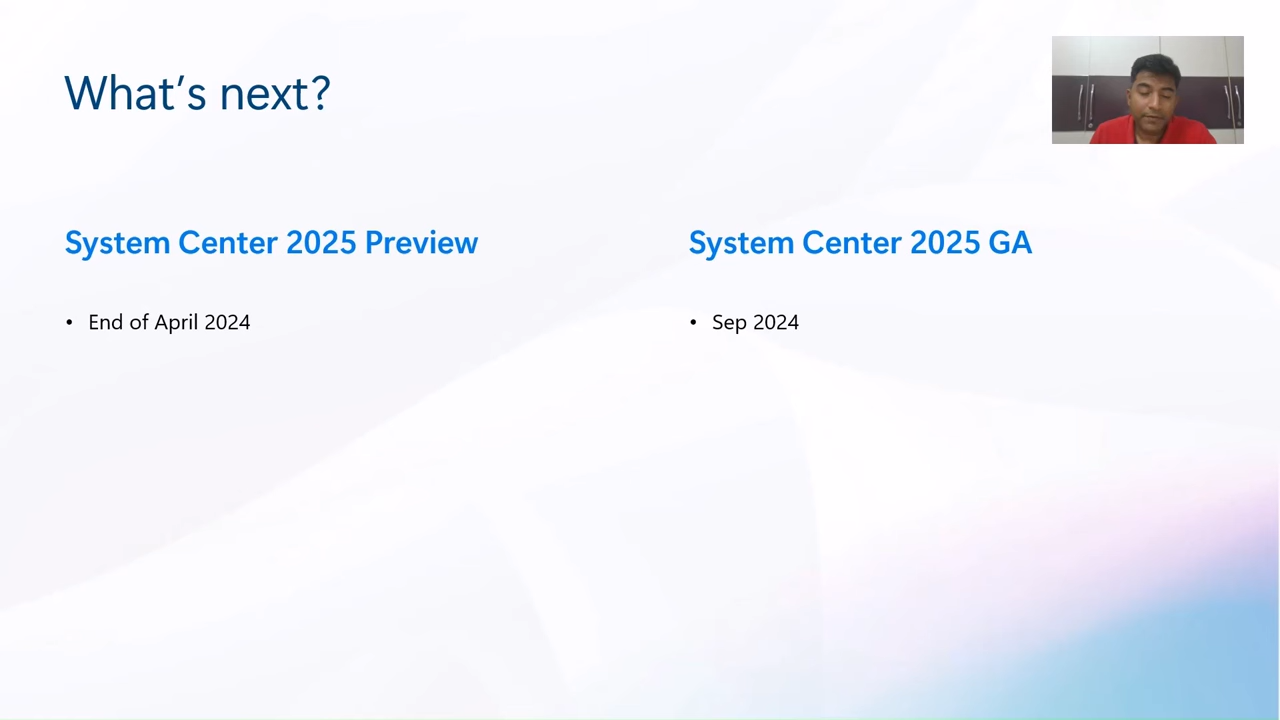 What's next?
System Center 2025 Preview
• End of April 2024
System Center 2025 GA
• Sep 2024